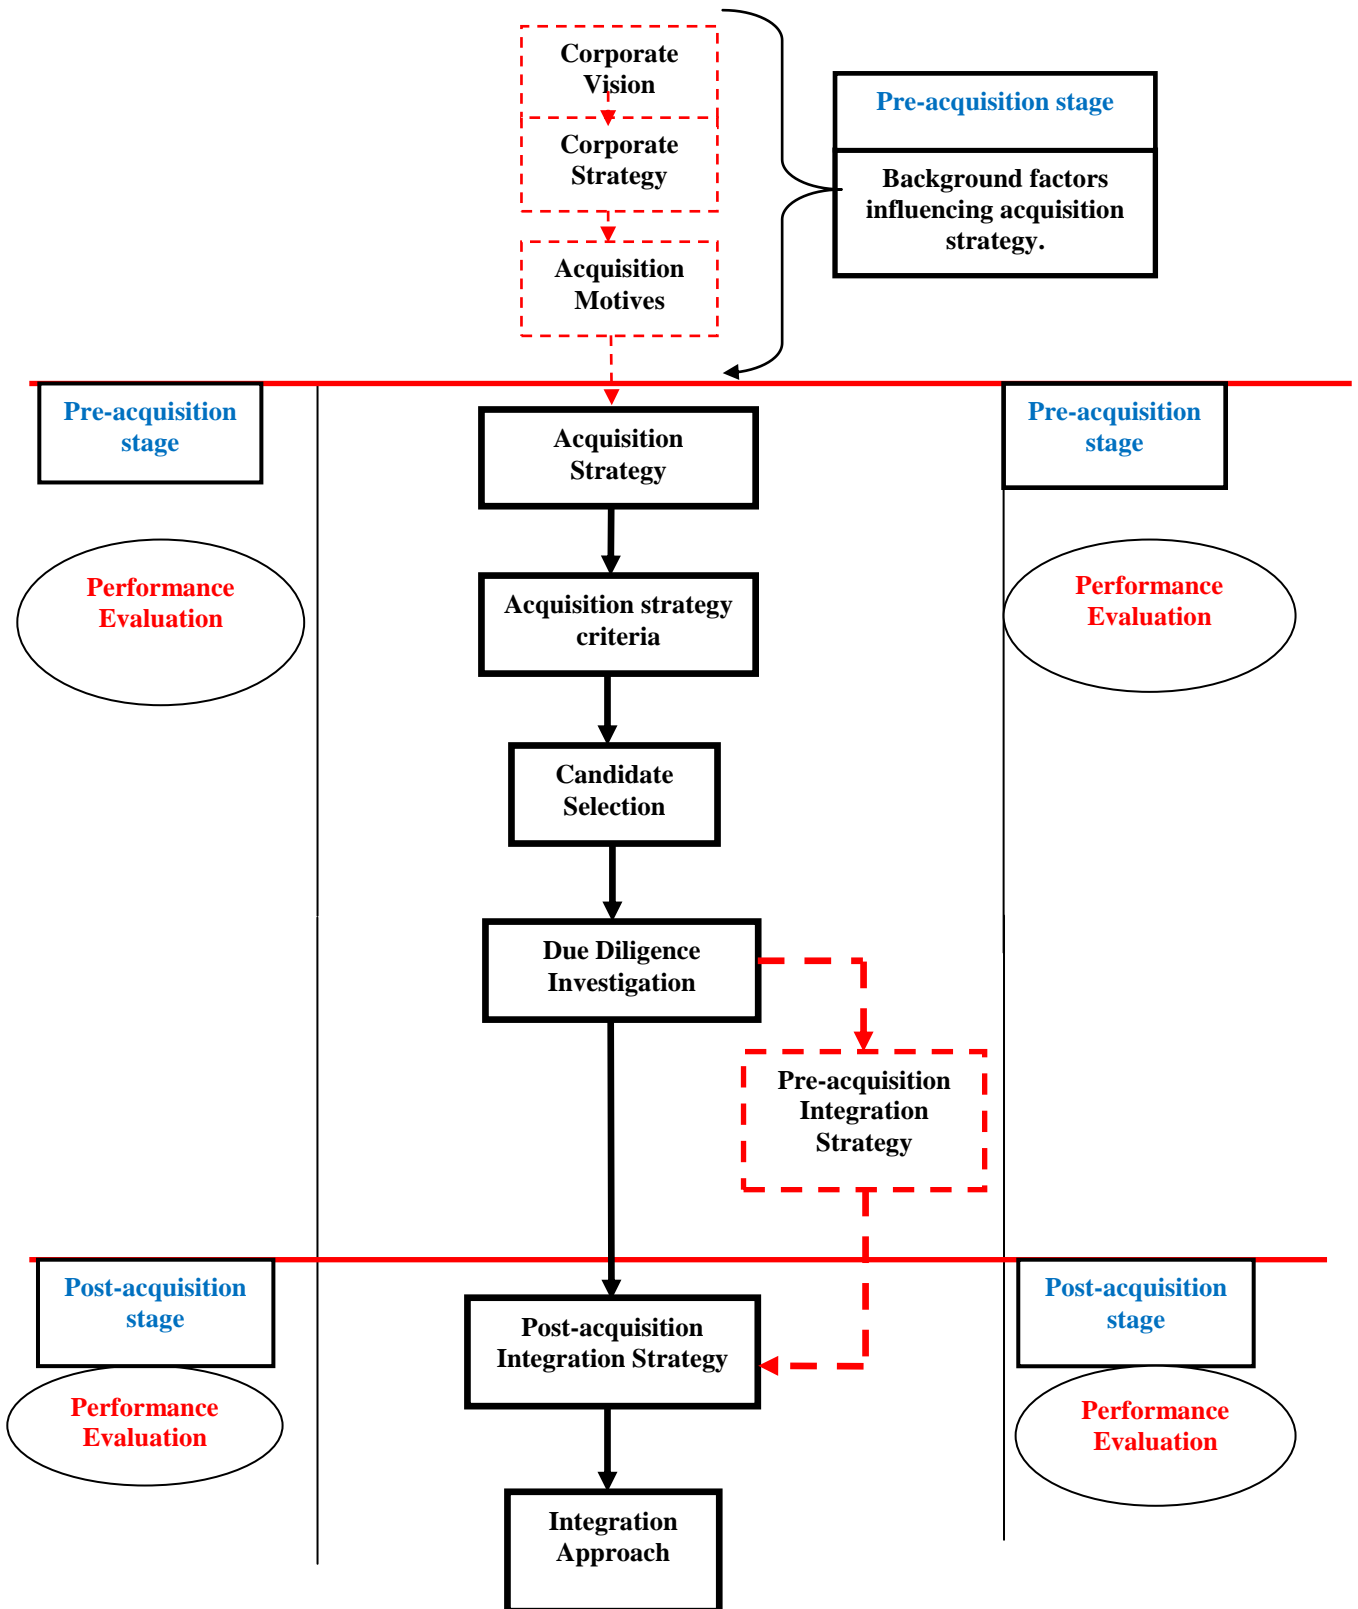 Corporate
Vision
Corporate
Strategy
Acquisition
Motives
Pre-acquisition stage
Background factors
influencing acquisition
strategy.
Pre-acquisition
stage
Pre-acquisition
stage
Acquisition
Strategy
Performance
Evaluation
Performance
Evaluation
Acquisition strategy
criteria
Candidate
Selection
Due Diligence
Investigation
Pre-acquisition
Integration
Strategy
Post-acquisition
stage
Post-acquisition
stage
Post-acquisition
Integration Strategy
Performance
Evaluation
Performance
Evaluation
Integration
Approach